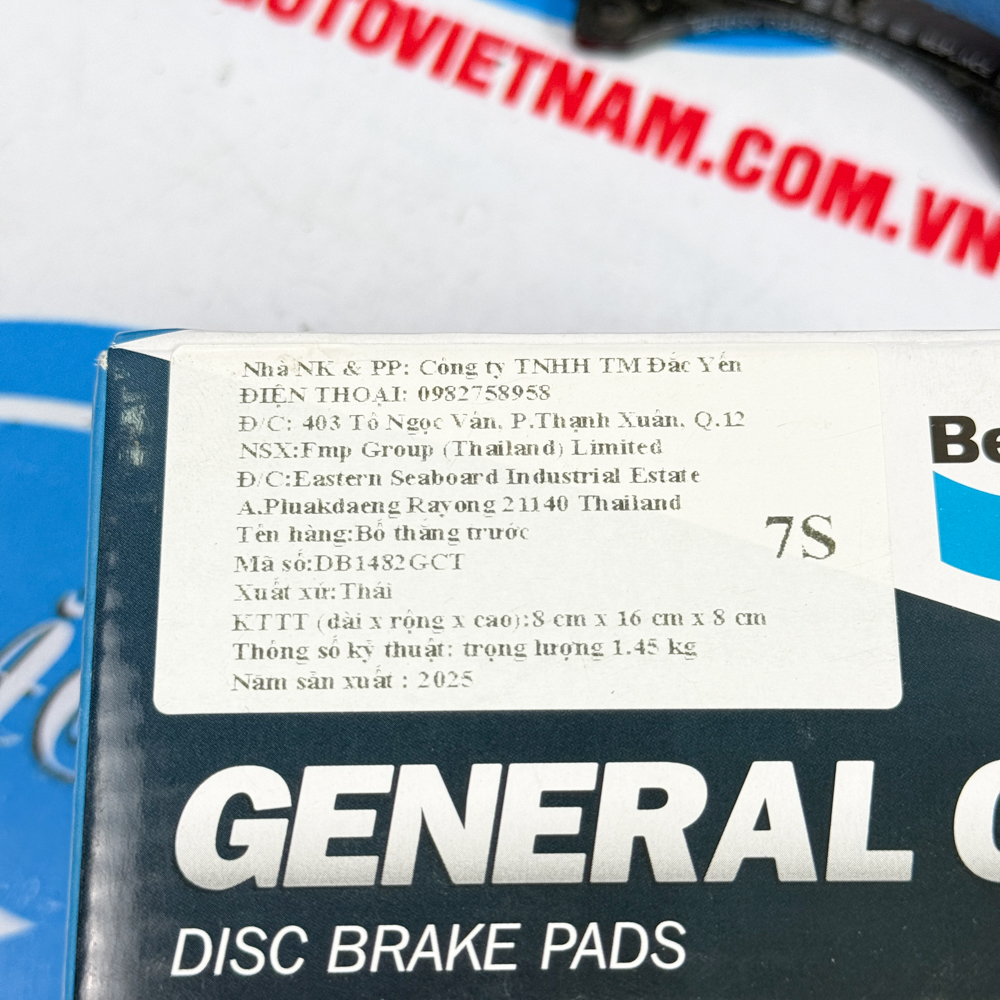 UTOVIETNAM.COM.VN
Nhà NK & PP: Công ty TNHH TM Đắc Yến
ĐIỆN THOẠI: 0982758958
Đ/C: 403 Tô Ngọc Vân, P.Thạnh Xuân, Q.12
NSX:Fmp Group (Thailand) Limited
Đ/C:Eastern Seaboard Industrial Estate
A.Pluakdaeng Rayong 21140 Thailand
Tên hàng:Bố thắng trước
7S
Mã số:DB1482GCT
Xuất xứ:Thái
KTTT (dài x rộng x cao):8 cm x 16 cm x 8 cm
Thông số kỹ thuật: trọng lượng 1.45 kg
Năm sản xuất : 2025
Be
GENERAL
DISC BRAKE PADS